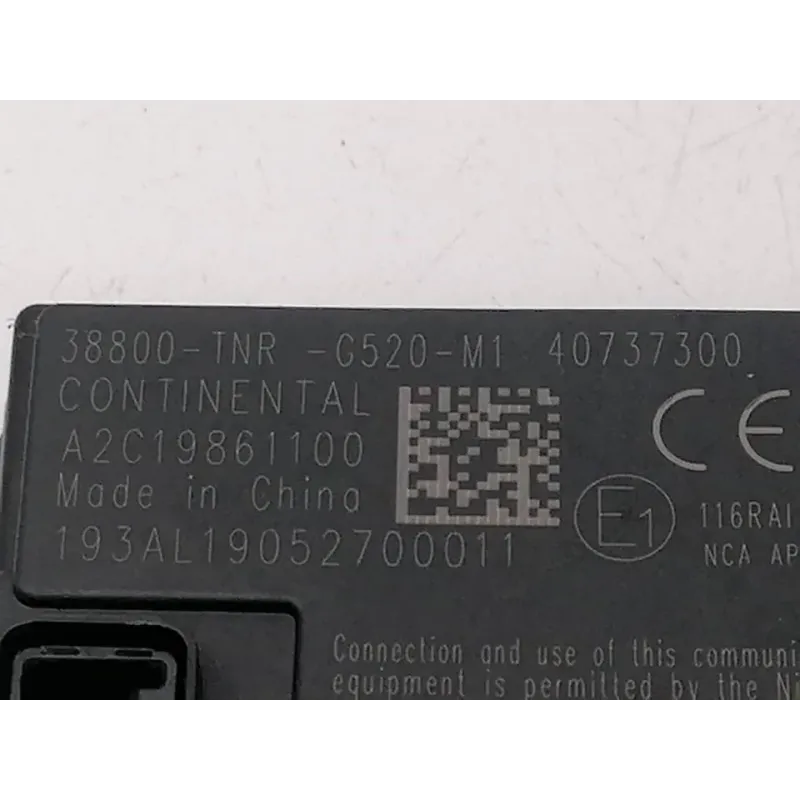 38800-TNR -G520-M1 40737300
CONTINENTAL
A2C19861100
Made in China
193AL19052700011
CE
E1
116RAI
NCA AP
Connection and use of this communi
equipment is permitted by the Ni